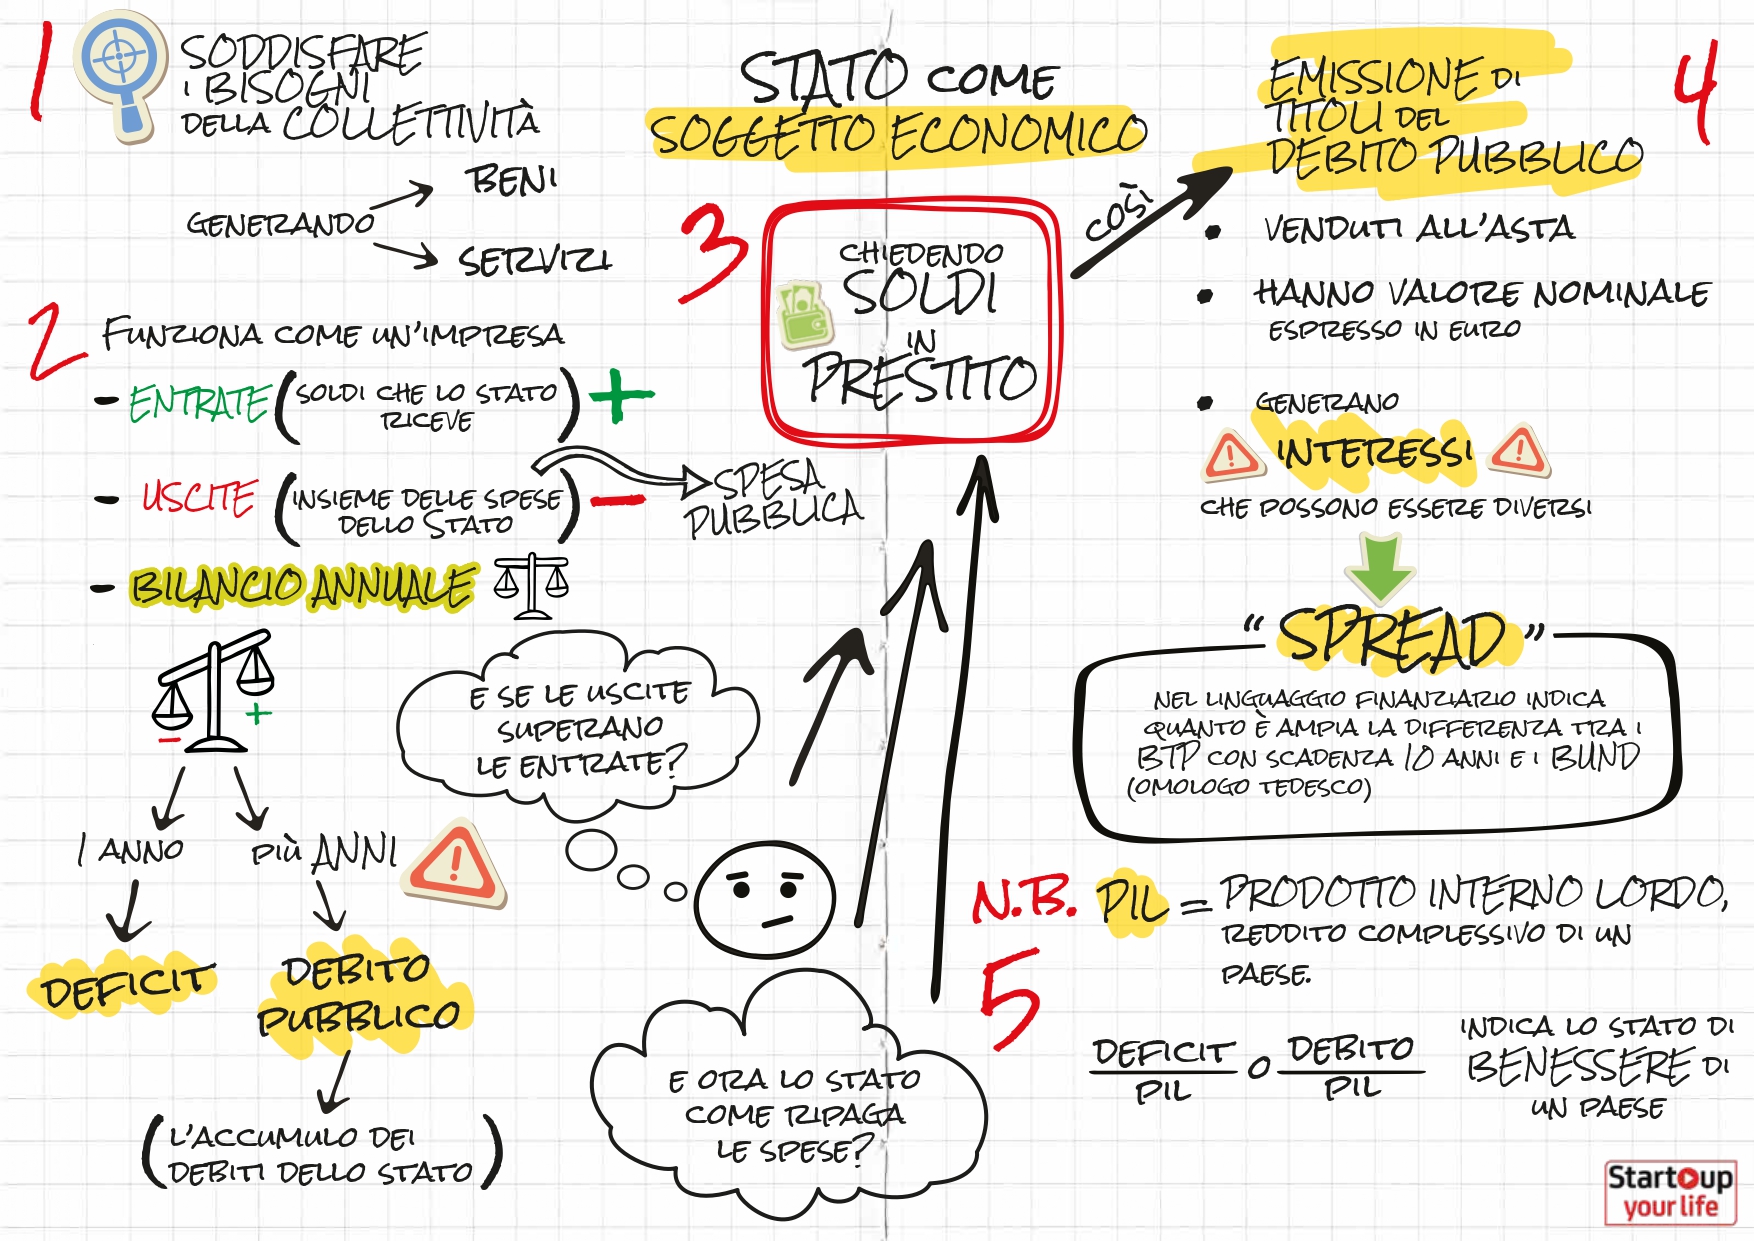 STATO COME
SOGGETTO ECONOMICO
1
SODDISFARE
I BISOGNI
DELLA COLLETTIVITÀ
GENERANDO
BENI
SERVIZI
2
FUNZIONA COME UN'IMPRESA
- ENTRATE (SOLDI CHE LO STATO
RICEVE) +
- USCITE (INSIEME DELLE SPESE
DELLO STATO) -
SPESA
PUBBLICA
- BILANCIO ANNUALE
+
-
1 ANNO
PIÙ ANNI
DEFICIT
DEBITO
PUBBLICO
(L'ACCUMULO DEI
DEBITI DELLO STATO)
E SE LE USCITE
SUPERANO
LE ENTRATE?
E ORA LO STATO
COME RIPAGA
LE SPESE?
3
CHIEDENDO
SOLDI
IN
PRESTITO
COSÌ
4
EMISSIONE DI
TITOLI DEL
DEBITO PUBBLICO
• VENDUTI ALL'ASTA
• HANNO VALORE NOMINALE
ESPRESSO IN EURO
• GENERANO
INTERESSI
CHE POSSONO ESSERE DIVERSI
"SPREAD"
NEL LINGUAGGIO FINANZIARIO INDICA
QUANTO È AMPIA LA DIFFERENZA TRA I
BTP CON SCADENZA 10 ANNI E I BUND
(OMOLOGO TEDESCO)
N.B. PIL = PRODOTTO INTERNO LORDO,
REDDITO COMPLESSIVO DI UN
PAESE.
5
DEFICIT
PIL
O
DEBITO
PIL
INDICA LO STATO DI
BENESSERE DI
UN PAESE
Startup
your life